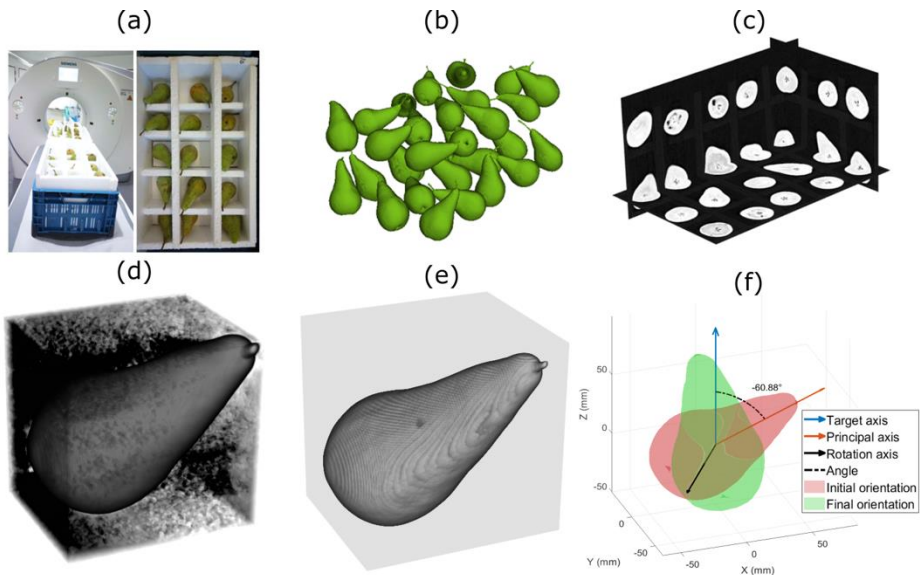 (a)
(b)
(c)
SIEMENS
(d)
(e)
(f)
-60.88°
Z (mm)
50
0
-50
Target axis
Principal axis
Rotation axis
Angle
Initial orientation
Final orientation
0
-50
Y (mm)
-50
0
50
X (mm)